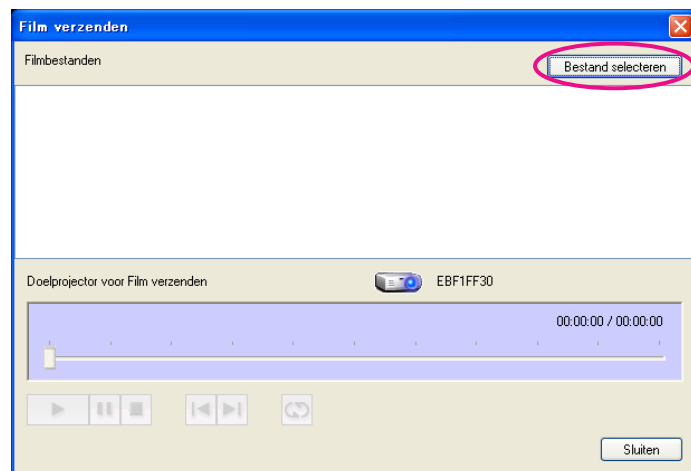 Film verzenden
Filmbestanden
Bestand selecteren
Doelprojector voor Film verzenden
EBF1FF30
00:00:00 / 00:00:00
Sluiten